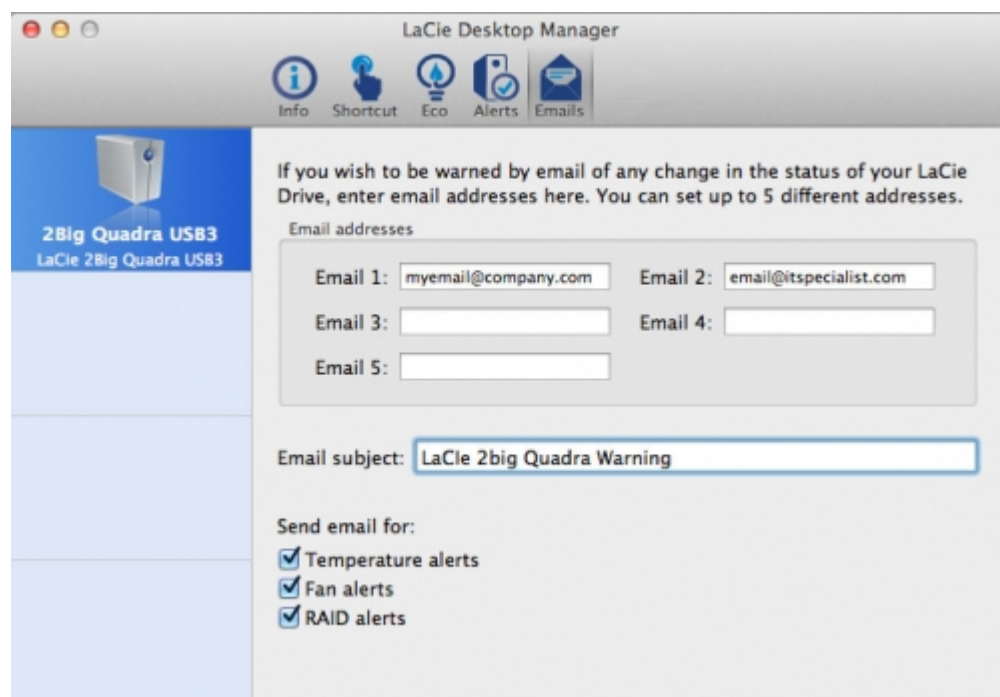 LaCie Desktop Manager
Info Shortcut Eco Alerts Emails
2Big Quadra USB3
LaCie 2Big Quadra USB3
If you wish to be warned by email of any change in the status of your LaCie
Drive, enter email addresses here. You can set up to 5 different addresses.
Email addresses
Email 1: myemail@company.com Email 2: email@itspecialist.com
Email 3: Email 4:
Email 5:
Email subject: LaCIe 2big Quadra Warning
Send email for:
Temperature alerts
Fan alerts
RAID alerts